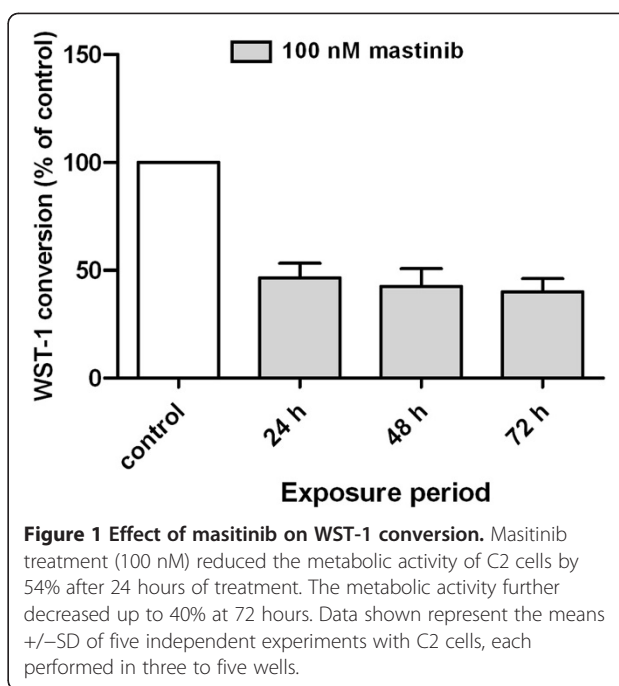 150
100 nM mastinib
100
50
0
WST-1 conversion (% of control)
control
24 h
48 h
72 h
Exposure period
Figure 1 Effect of masitinib on WST-1 conversion. Masitinib
treatment (100 nM) reduced the metabolic activity of C2 cells by
54% after 24 hours of treatment. The metabolic activity further
decreased up to 40% at 72 hours. Data shown represent the means
+/−SD of five independent experiments with C2 cells, each
performed in three to five wells.